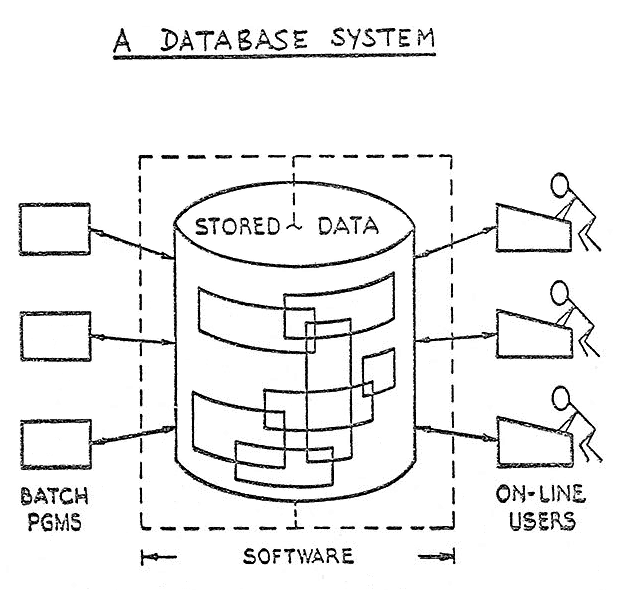 A DATABASE SYSTEM
STORED ~ DATA
BATCH
PGMS
ON-LINE
USERS
SOFTWARE